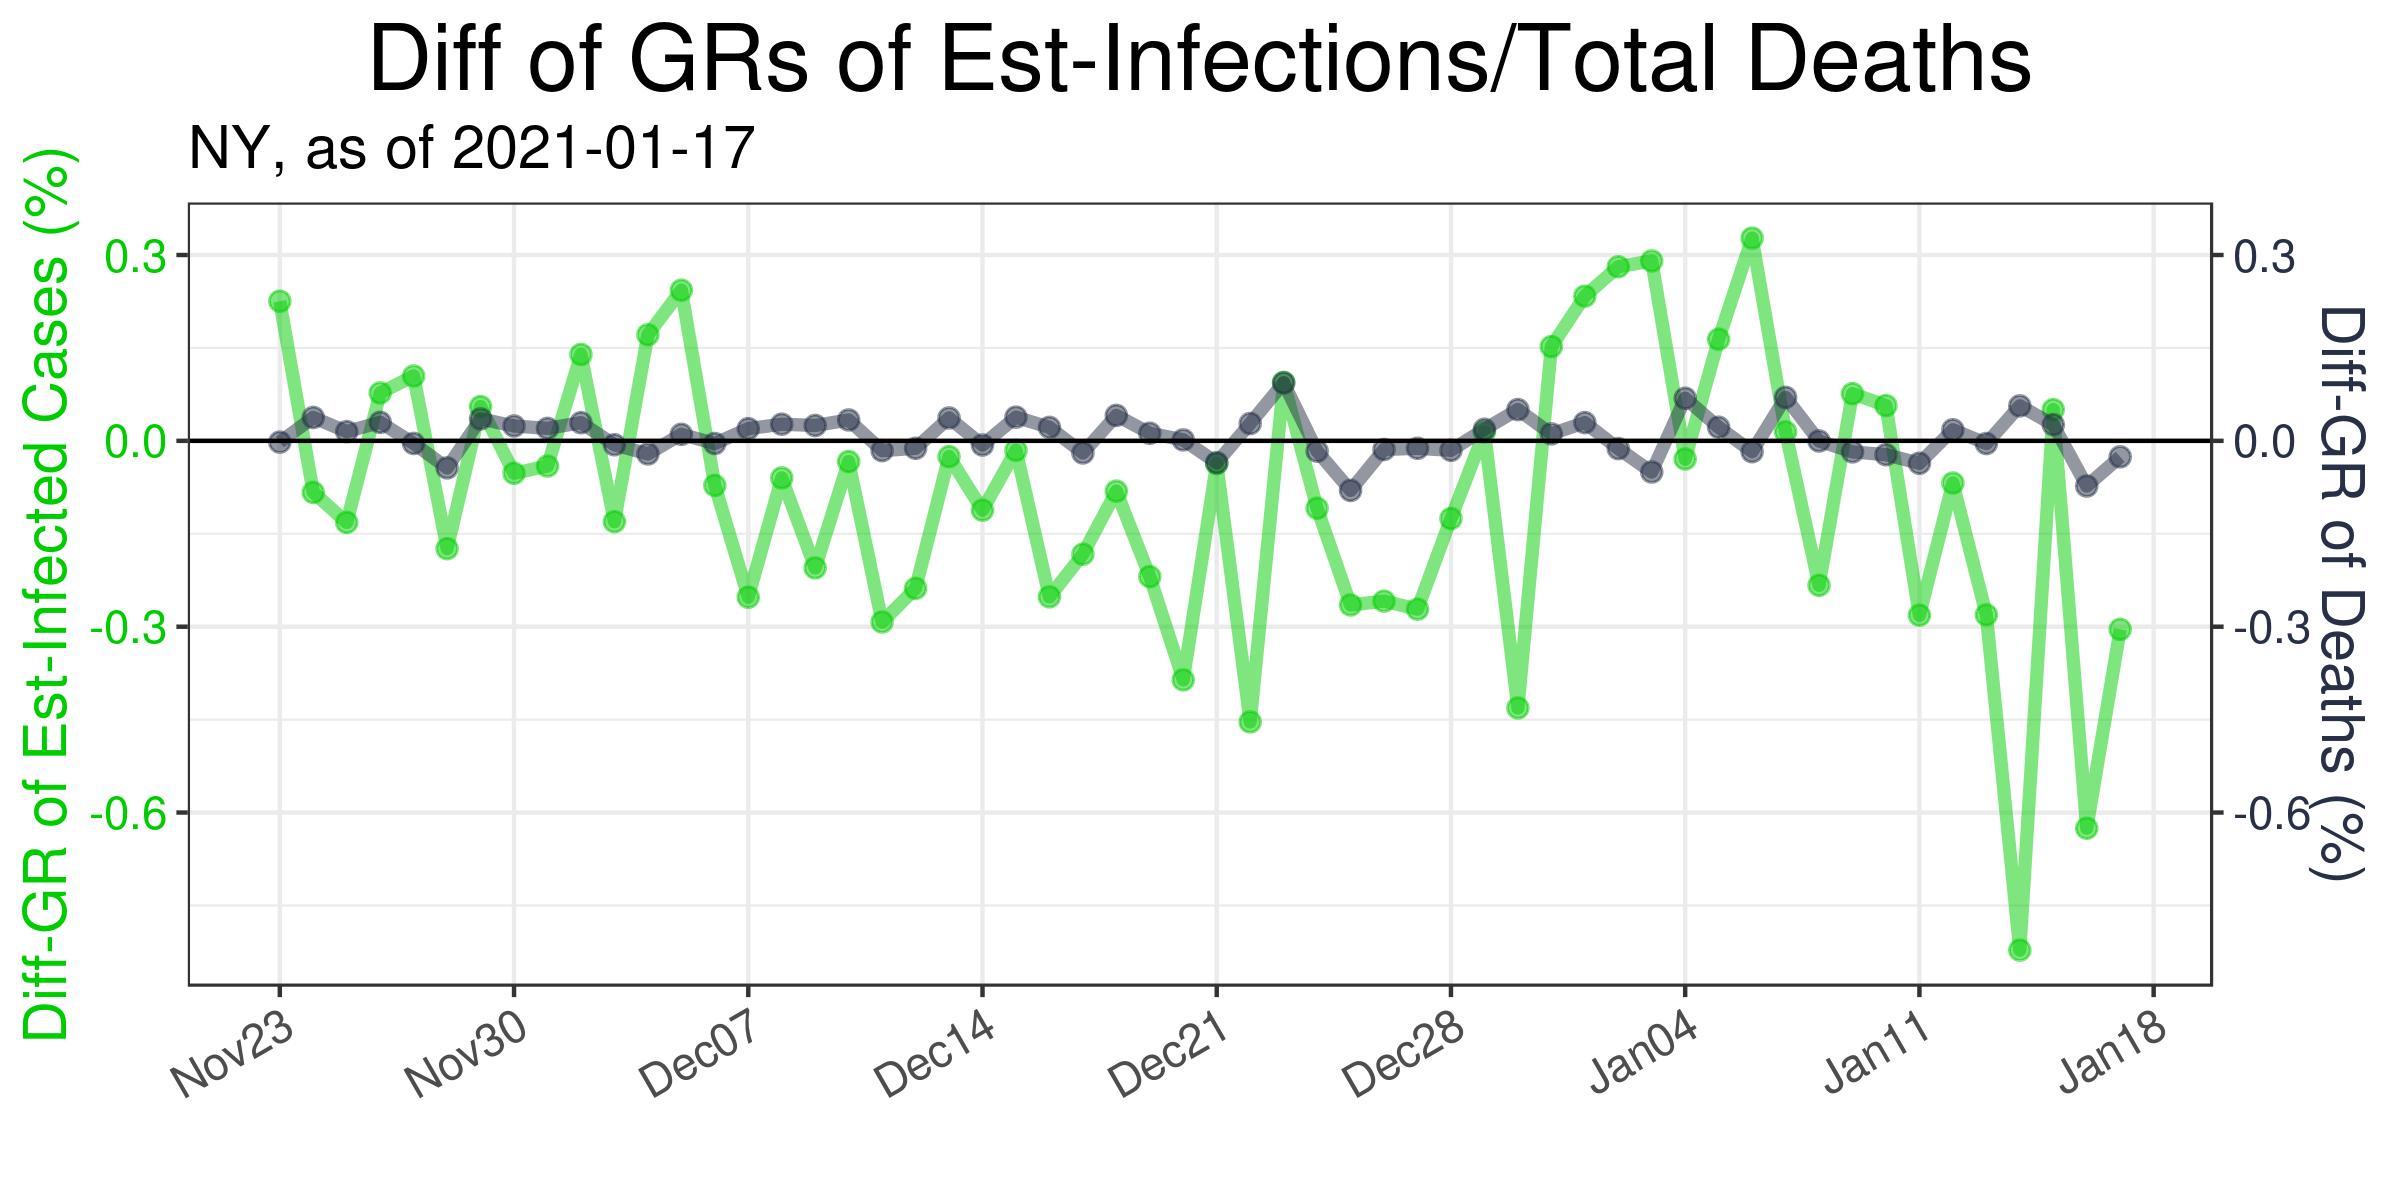 Diff of GRs of Est-Infections/Total Deaths
NY, as of 2021-01-17
Diff-GR of Est-Infected Cases (%)
0.3
0.0
-0.3
-0.6
0.3
0.0
-0.3
-0.6
Diff-GR of Deaths (%)
Nov23
Nov30
Dec07
Dec14
Dec21
Dec28
Jan04
Jan11
Jan18